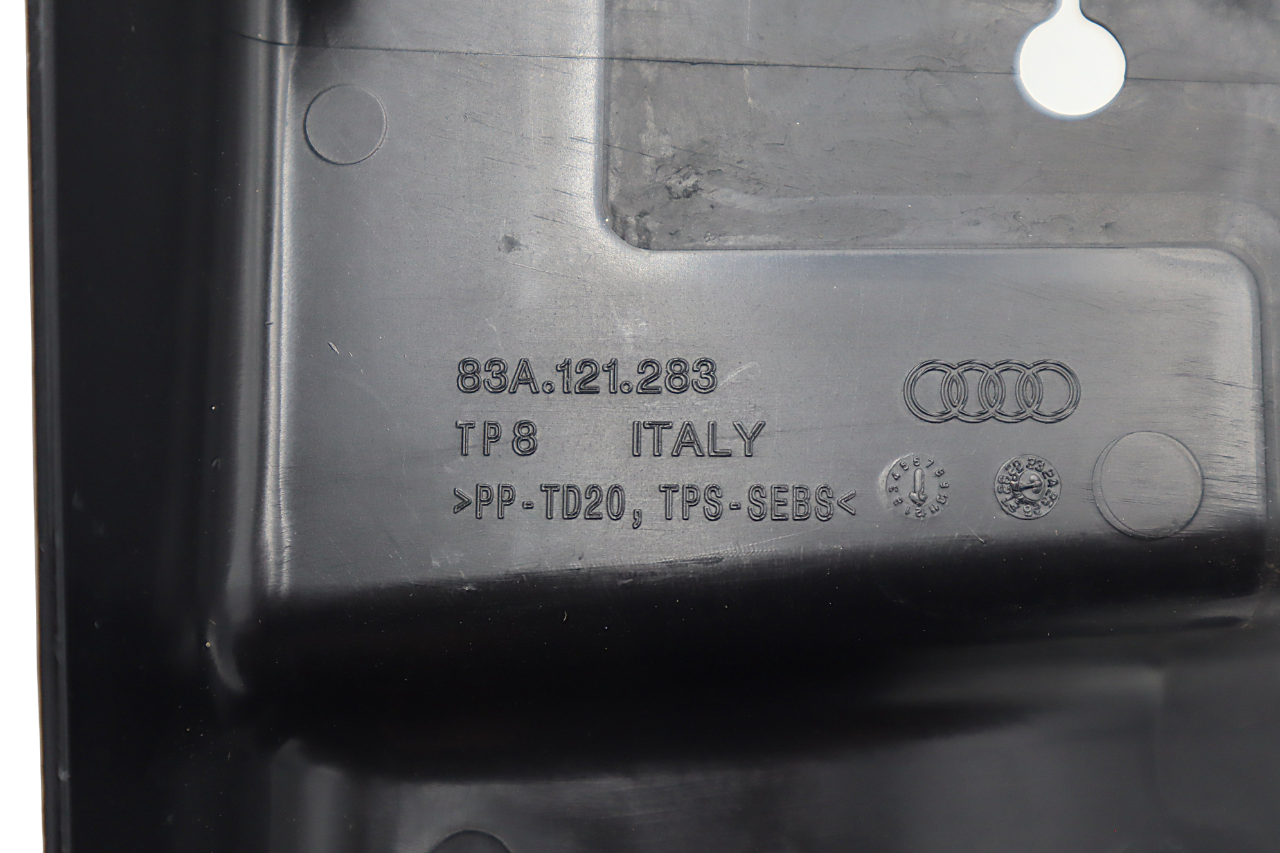 83A.121.283
TP8 ITALY
>PP-TD20, TPS-SEBS<